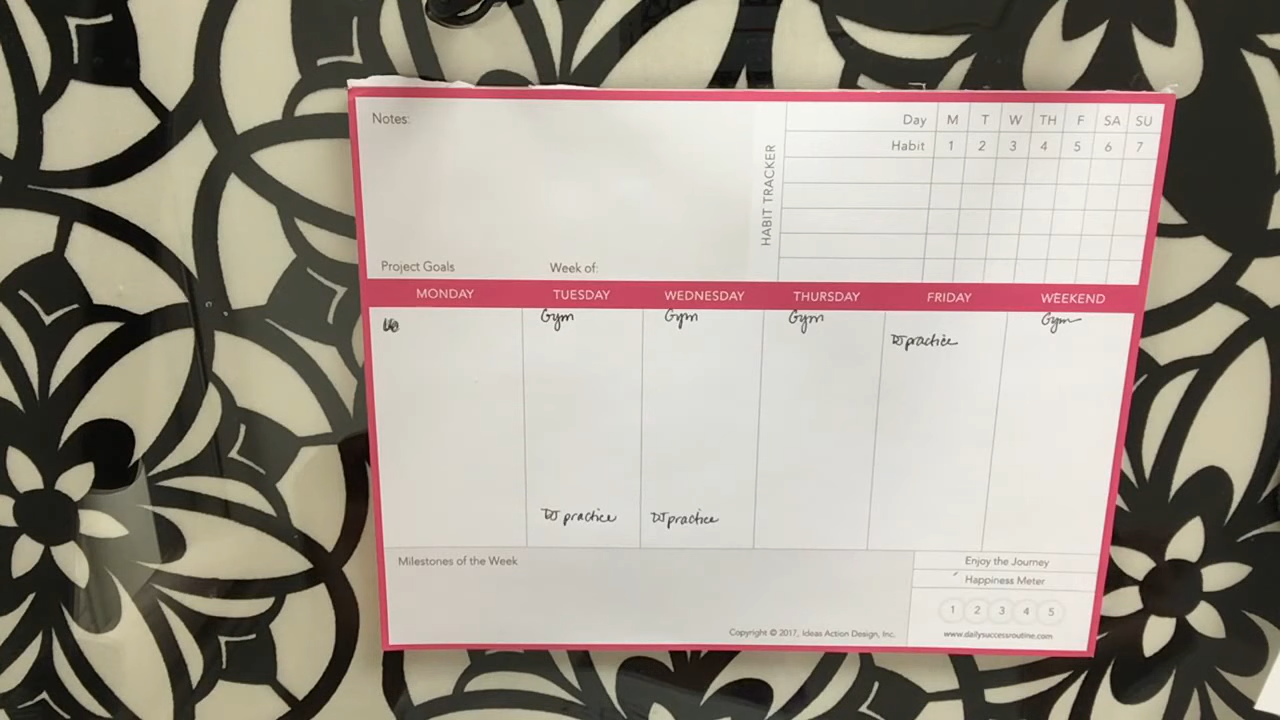 Notes:
HABIT TRACKER
Day M T W TH F SA SU
Habit 1 2 3 4 5 6 7
Project Goals Week of:
MONDAY TUESDAY WEDNESDAY THURSDAY FRIDAY WEEKEND
Gym Gym Gym Gym
DJ practice
DJ practice DJ practice
Milestones of the Week
Enjoy the Journey
Happiness Meter
1 2 3 4 5
Copyright © 2017, Ideas Action Design, Inc.
www.dailysuccessroutine.com